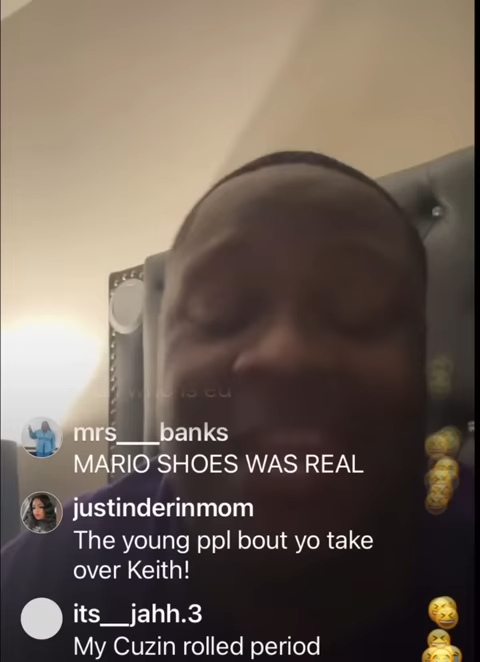 mrs___banks
MARIO SHOES WAS REAL
justinderinmom
The young ppl bout yo take
over Keith!
its__jahh.3
My Cuzin rolled period